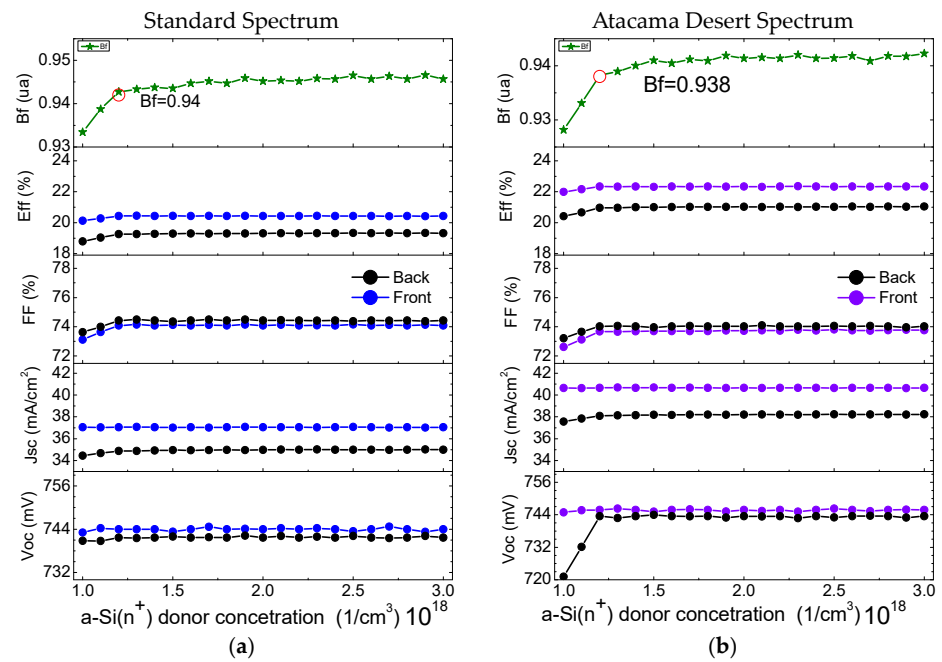 Standard Spectrum
Bf
0.95
0.94
0.93
Bf (ua)
Bf=0.94
24
22
20
18
Eff (%)
78
76
74
72
FF (%)
Back
Front
42
40
38
36
34
Jsc (mA/cm²)
756
744
732
Voc (mV)
1.0 1.5 2.0 2.5 3.0
a-Si(n⁺) donor concetration (1/cm³) 10¹⁸
(a)
Atacama Desert Spectrum
Bf
0.94
0.93
Bf (ua)
Bf=0.938
24
22
20
18
Eff (%)
78
76
74
72
FF (%)
Back
Front
42
40
38
36
34
Jsc (mA/cm²)
756
744
732
720
Voc (mV)
1.0 1.5 2.0 2.5 3.0
a-Si(n⁺) donor concetration (1/cm³) 10¹⁸
(b)